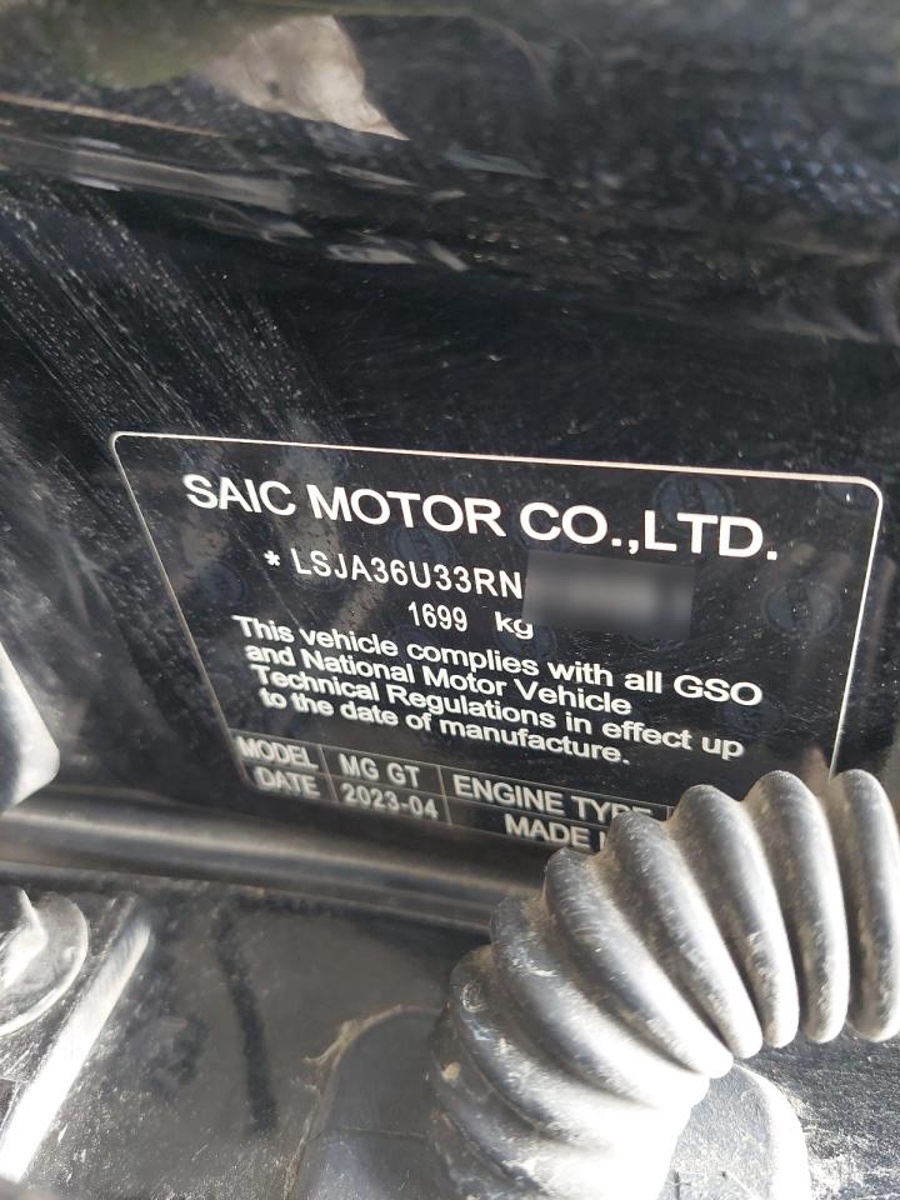 SAIC MOTOR CO.,LTD.
* LSJA36U33RN
1699 kg
This vehicle complies with all GSO
and National Motor Vehicle
Technical Regulations in effect up
to the date of manufacture.
MODEL MG GT ENGINE TYPE
DATE 2023-04 MADE